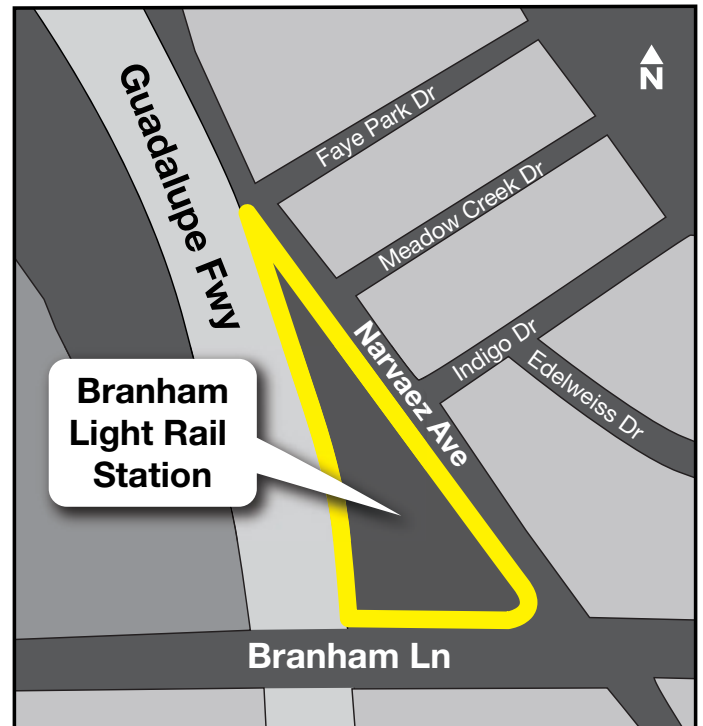 N
Faye Park Dr
Guadalupe Fwy
Meadow Creek Dr
Indigo Dr
Edelweiss Dr
Narvaez Ave
Branham
Light Rail
Station
Branham Ln